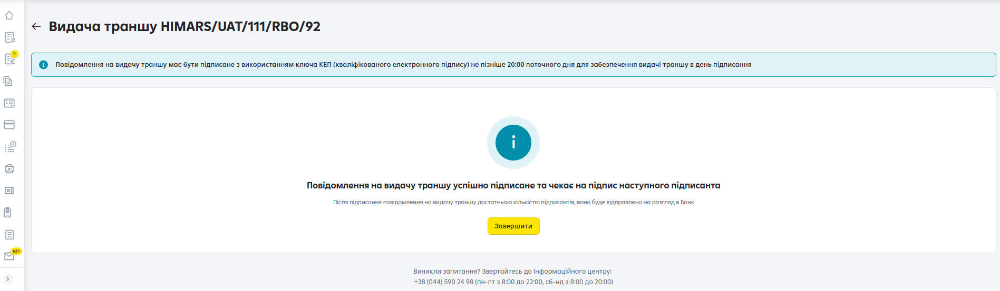 Видача траншу HIMARS/UAT/111/RBO/92
3
Повідомлення на видачу траншу має бути підписане з використанням ключа КЕП (кваліфікованого електронного підпису) не пізніше 20:00 поточного дня для забезпечення видачі траншу в день підписання
i
Повідомлення на видачу траншу успішно підписане та чекає на підпис наступного підписанта
Після підписання повідомлення на видачу траншу достатньою кількістю підписантів, воно буде відправлено на розгляд в Банк
Завершити
631
Виникли запитання? Звертайтесь до Інформаційного центру:
+38 (044) 590 24 98 (пн-пт з 8:00 до 22:00, сб-нд з 8:00 до 20:00)